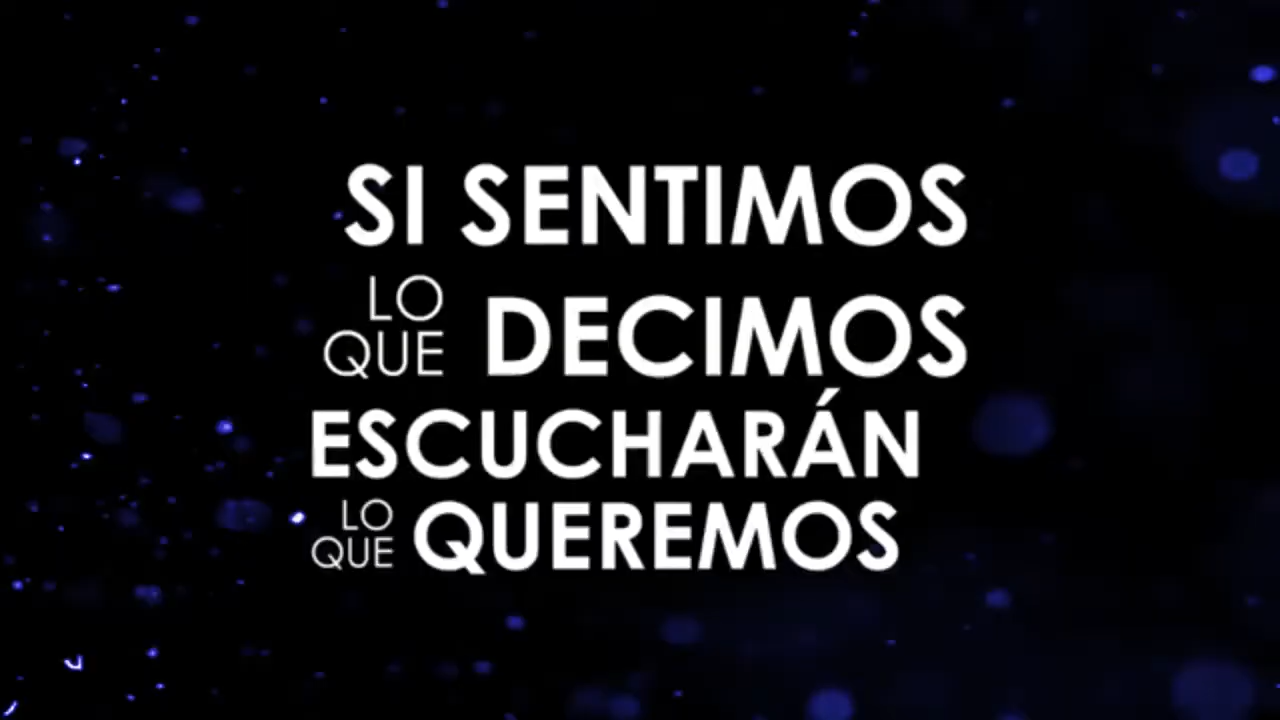 SI SENTIMOS
LO QUE DECIMOS
ESCUCHARÁN
LO QUE QUEREMOS